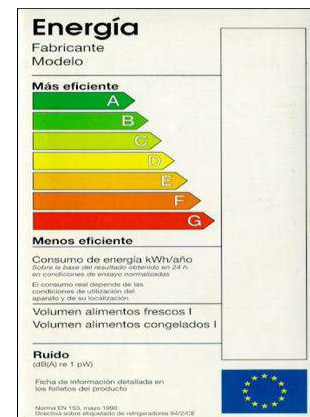 Energía
Fabricante
Modelo
Más eficiente
A
B
C
D
E
F
G
Menos eficiente
Consumo de energía kWh/año
Sobre la base del resultado obtenido en 24 h.
en condiciones de ensayo normalizadas
El consumo real depende de las
condiciones de utilización del
aparato y de su localización
Volumen alimentos frescos l
Volumen alimentos congelados l
Ruido
(dB(A) re 1 pW)
Ficha de información detallada en
los folletos del producto
Norma EN 153, mayo 1990
Directiva sobre etiquetado de refrigeradores 94/2/CE